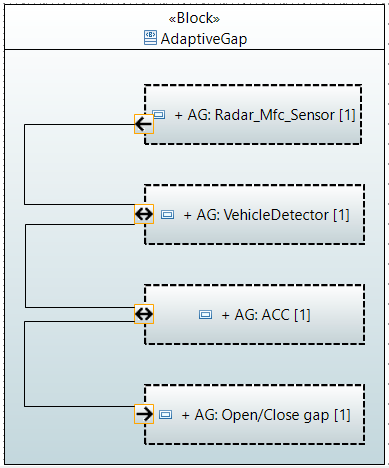 «Block»
AdaptiveGap
+ AG: Radar_Mfc_Sensor [1]
+ AG: VehicleDetector [1]
+ AG: ACC [1]
+ AG: Open/Close gap [1]